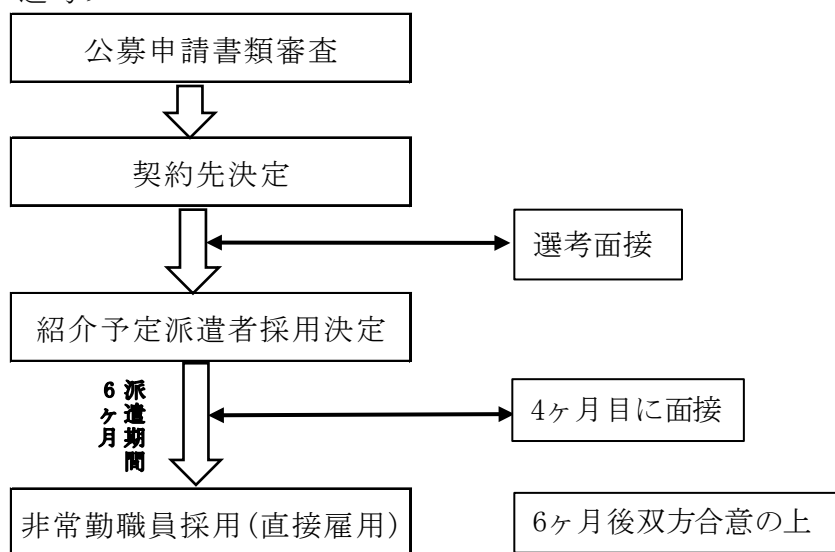 公募申請書類審査
契約先決定
選考面接
紹介予定派遣者採用決定
派遣期間
6ヶ月
4ヶ月目に面接
非常勤職員採用(直接雇用)
6ヶ月後双方合意の上